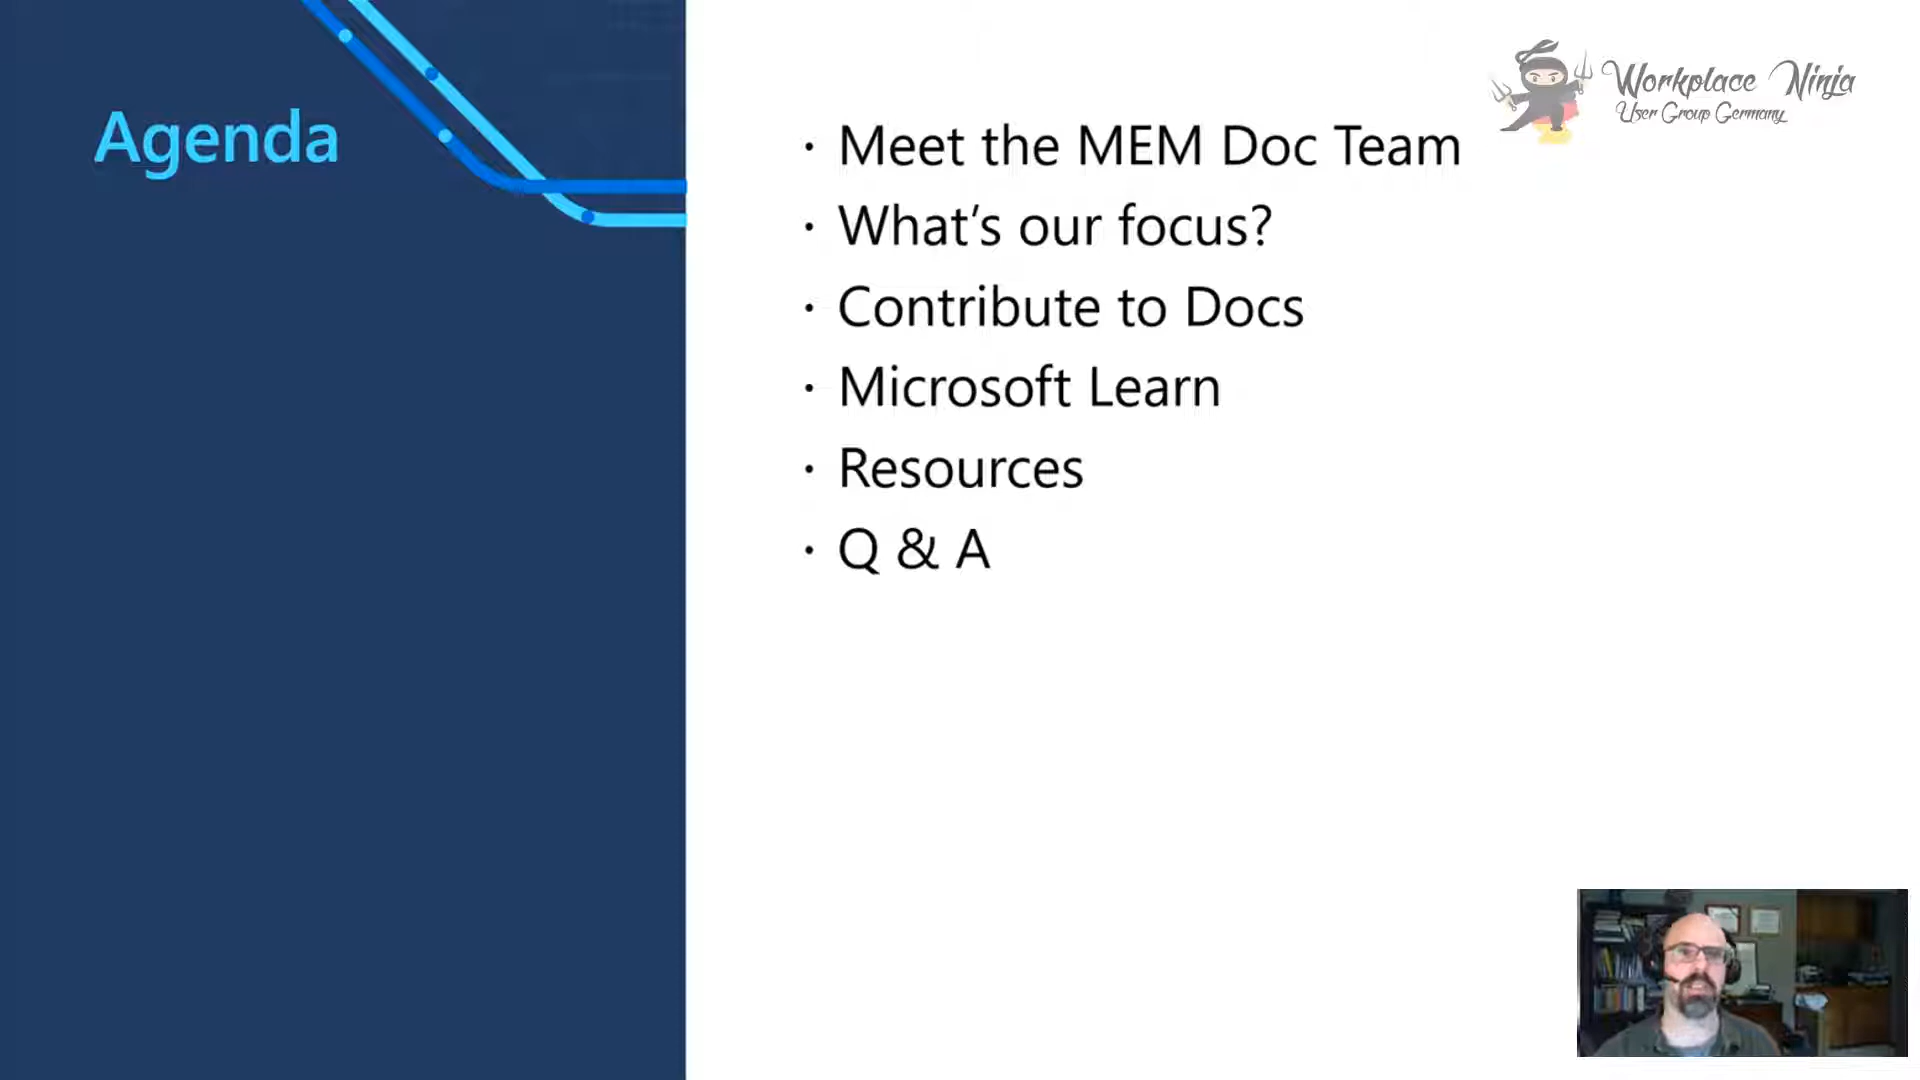 Agenda
Workplace Ninja
User Group Germany
· Meet the MEM Doc Team
· What's our focus?
· Contribute to Docs
· Microsoft Learn
· Resources
· Q & A